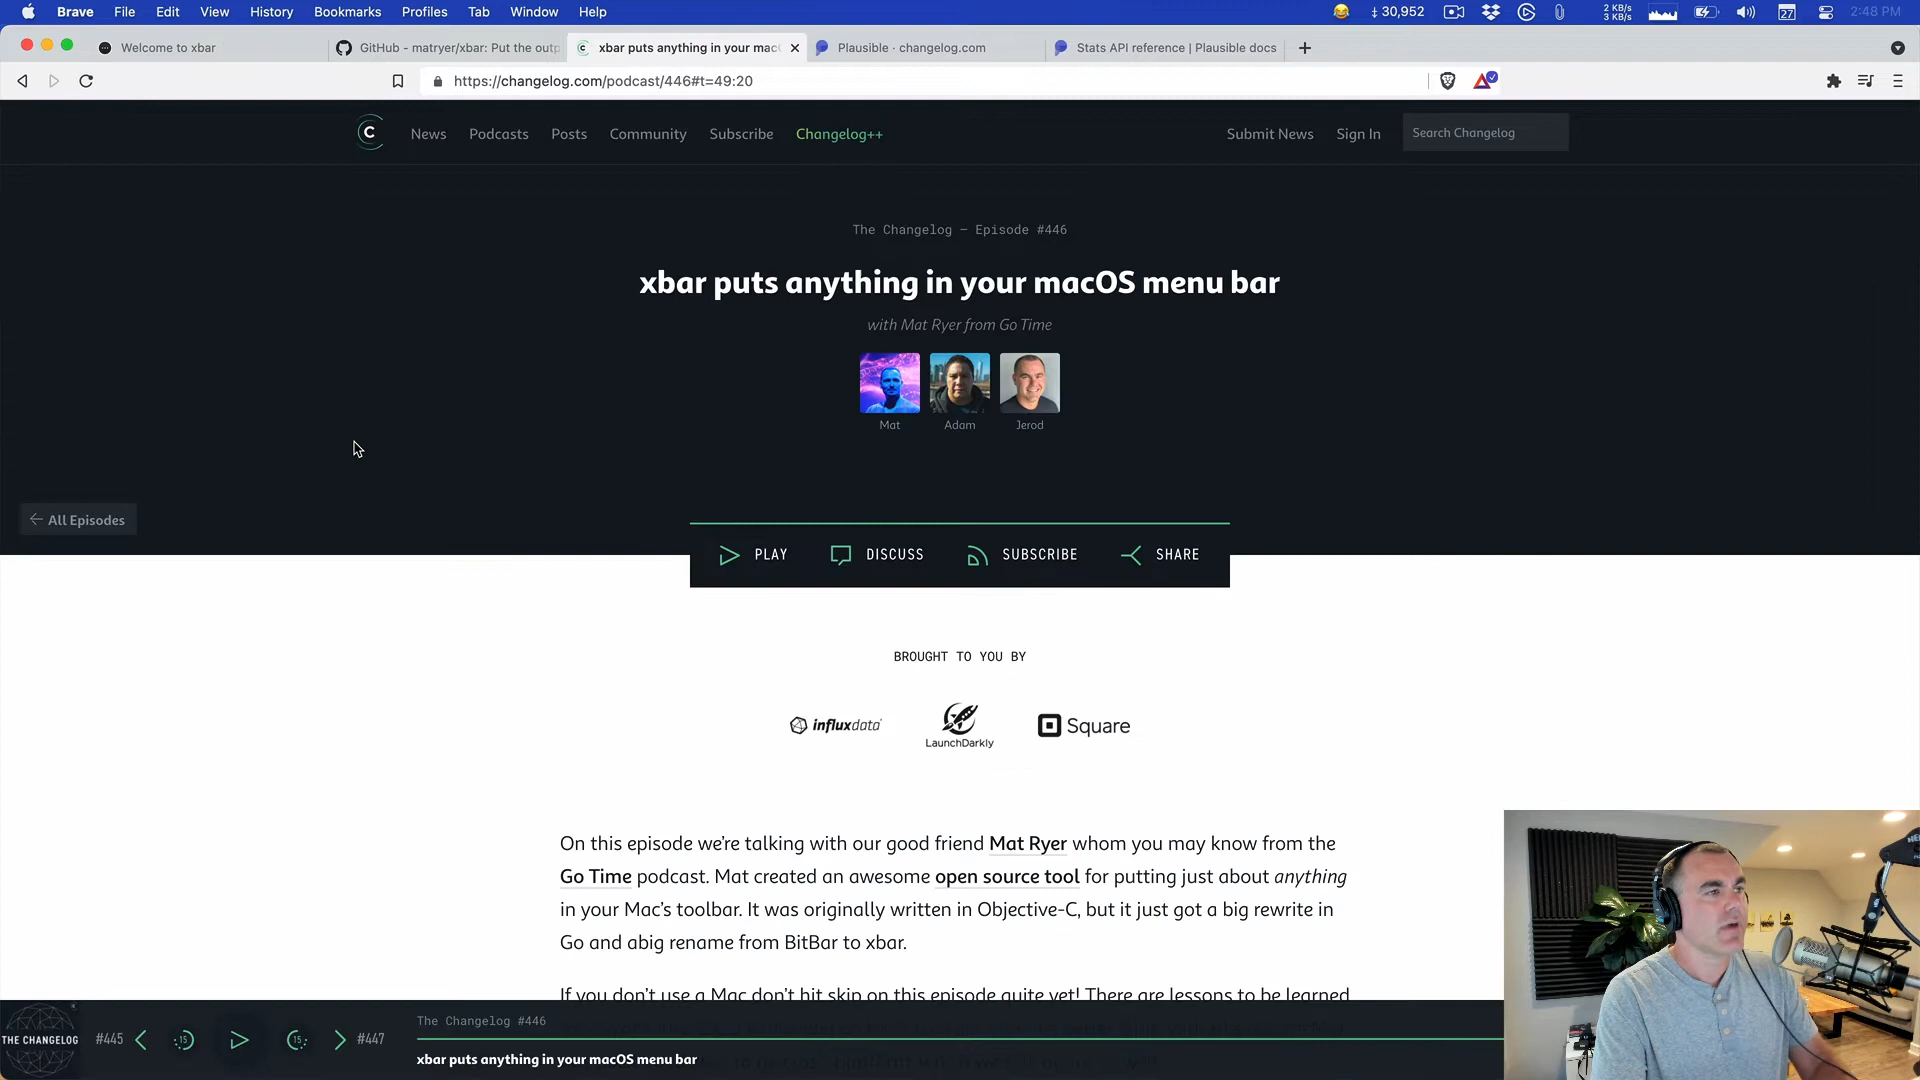 Brave File Edit View History Bookmarks Profiles Tab Window Help 30,952 2 KB/s 3 KB/s 27 2:48 PM
Welcome to xbar
GitHub - matryer/xbar: Put the outp
xbar puts anything in your mac
Plausible · changelog.com
Stats API reference | Plausible docs
https://changelog.com/podcast/446#t=49:20
C News Podcasts Posts Community Subscribe Changelog++ Submit News Sign In Search Changelog
The Changelog — Episode #446
xbar puts anything in your macOS menu bar
with Mat Ryer from Go Time
Mat Adam Jerod
All Episodes
PLAY DISCUSS SUBSCRIBE SHARE
BROUGHT TO YOU BY
influxdata LaunchDarkly Square
On this episode we're talking with our good friend Mat Ryer whom you may know from the
Go Time podcast. Mat created an awesome open source tool for putting just about anything
in your Mac's toolbar. It was originally written in Objective-C, but it just got a big rewrite in
Go and abig rename from BitBar to xbar.
If you don't use a Mac don't hit skip on this episode quite yet! There are lessons to be learned
THE CHANGELOG
#445 15 15 #447
The Changelog #446
xbar puts anything in your macOS menu bar